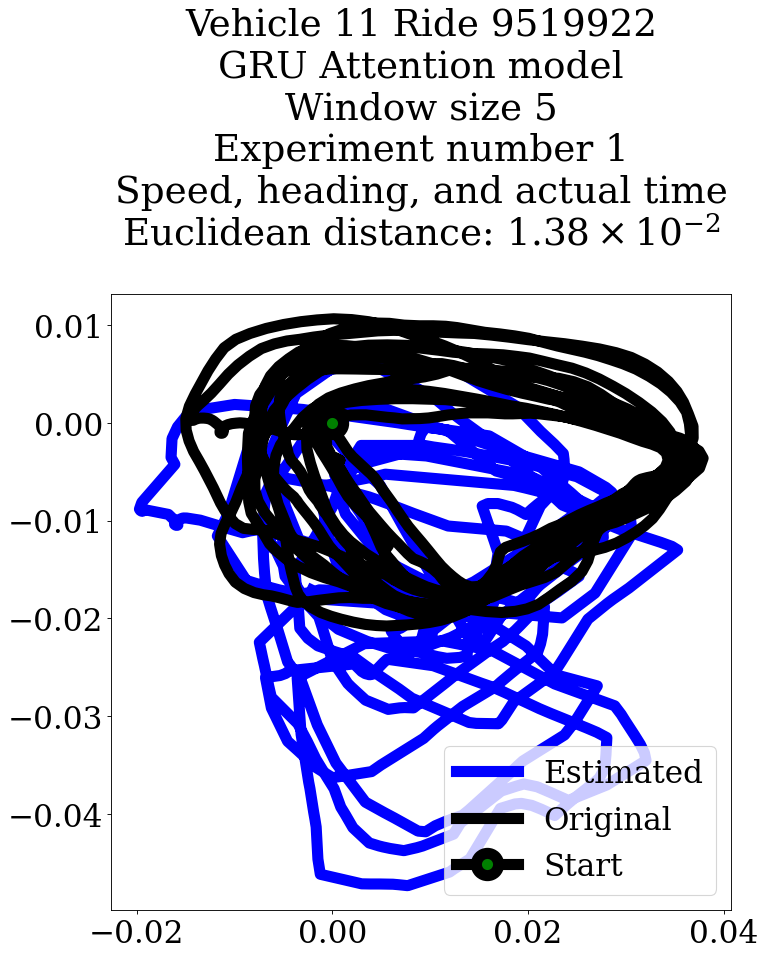 Vehicle 11 Ride 9519922
GRU Attention model
Window size 5
Experiment number 1
Speed, heading, and actual time
Euclidean distance: 1.38 × 10⁻²
0.01
0.00
−0.01
−0.02
−0.03
−0.04
Estimated
Original
Start
−0.02 0.00 0.02 0.04